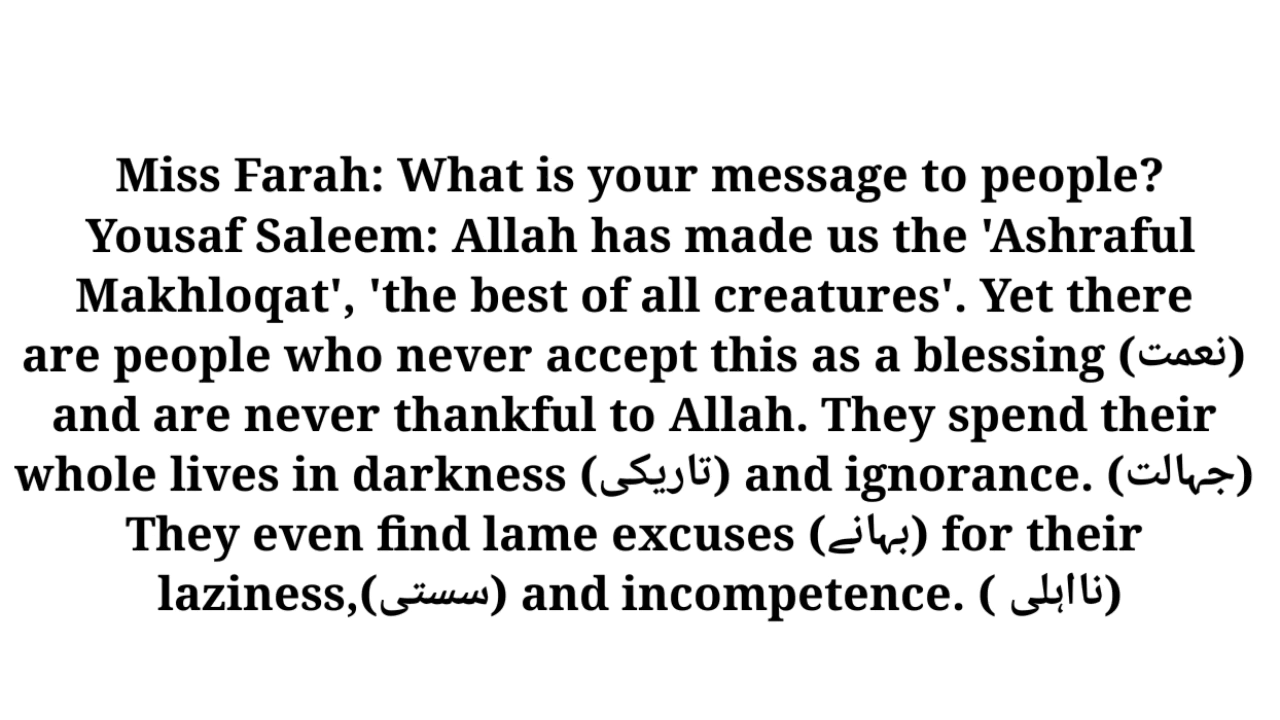 Miss Farah: What is your message to people?
Yousaf Saleem: Allah has made us the 'Ashraful
Makhloqat', 'the best of all creatures'. Yet there
are people who never accept this as a blessing (نعمت)
and are never thankful to Allah. They spend their
whole lives in darkness (تاریکی) and ignorance. (جہالت)
They even find lame excuses (بہانے) for their
laziness,(سستی) and incompetence. ( نااہلی)